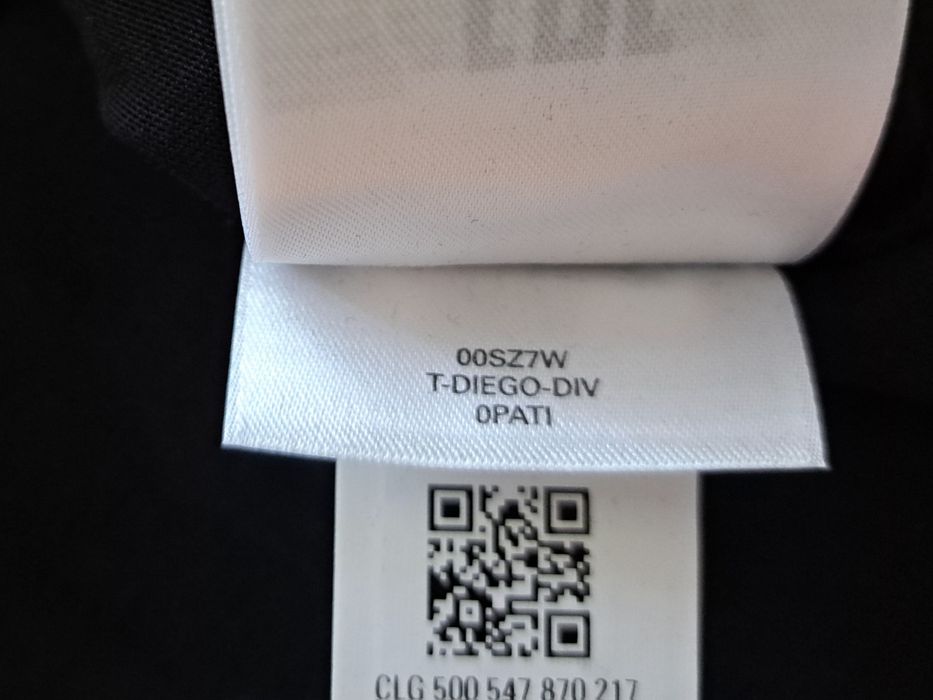 00SZ7W
T-DIEGO-DIV
0PATI
CLG 500 547 870 217